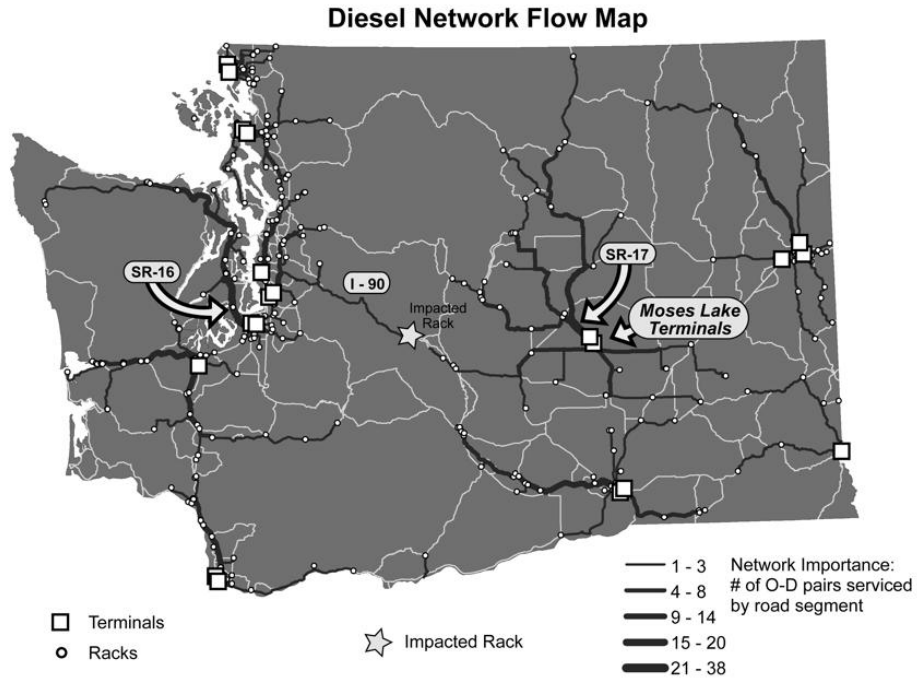 Diesel Network Flow Map
SR-16
I - 90
Impacted
Rack
SR-17
Moses Lake
Terminals
Terminals
Racks
Impacted Rack
1 - 3
4 - 8
9 - 14
15 - 20
21 - 38
Network Importance:
# of O-D pairs serviced
by road segment